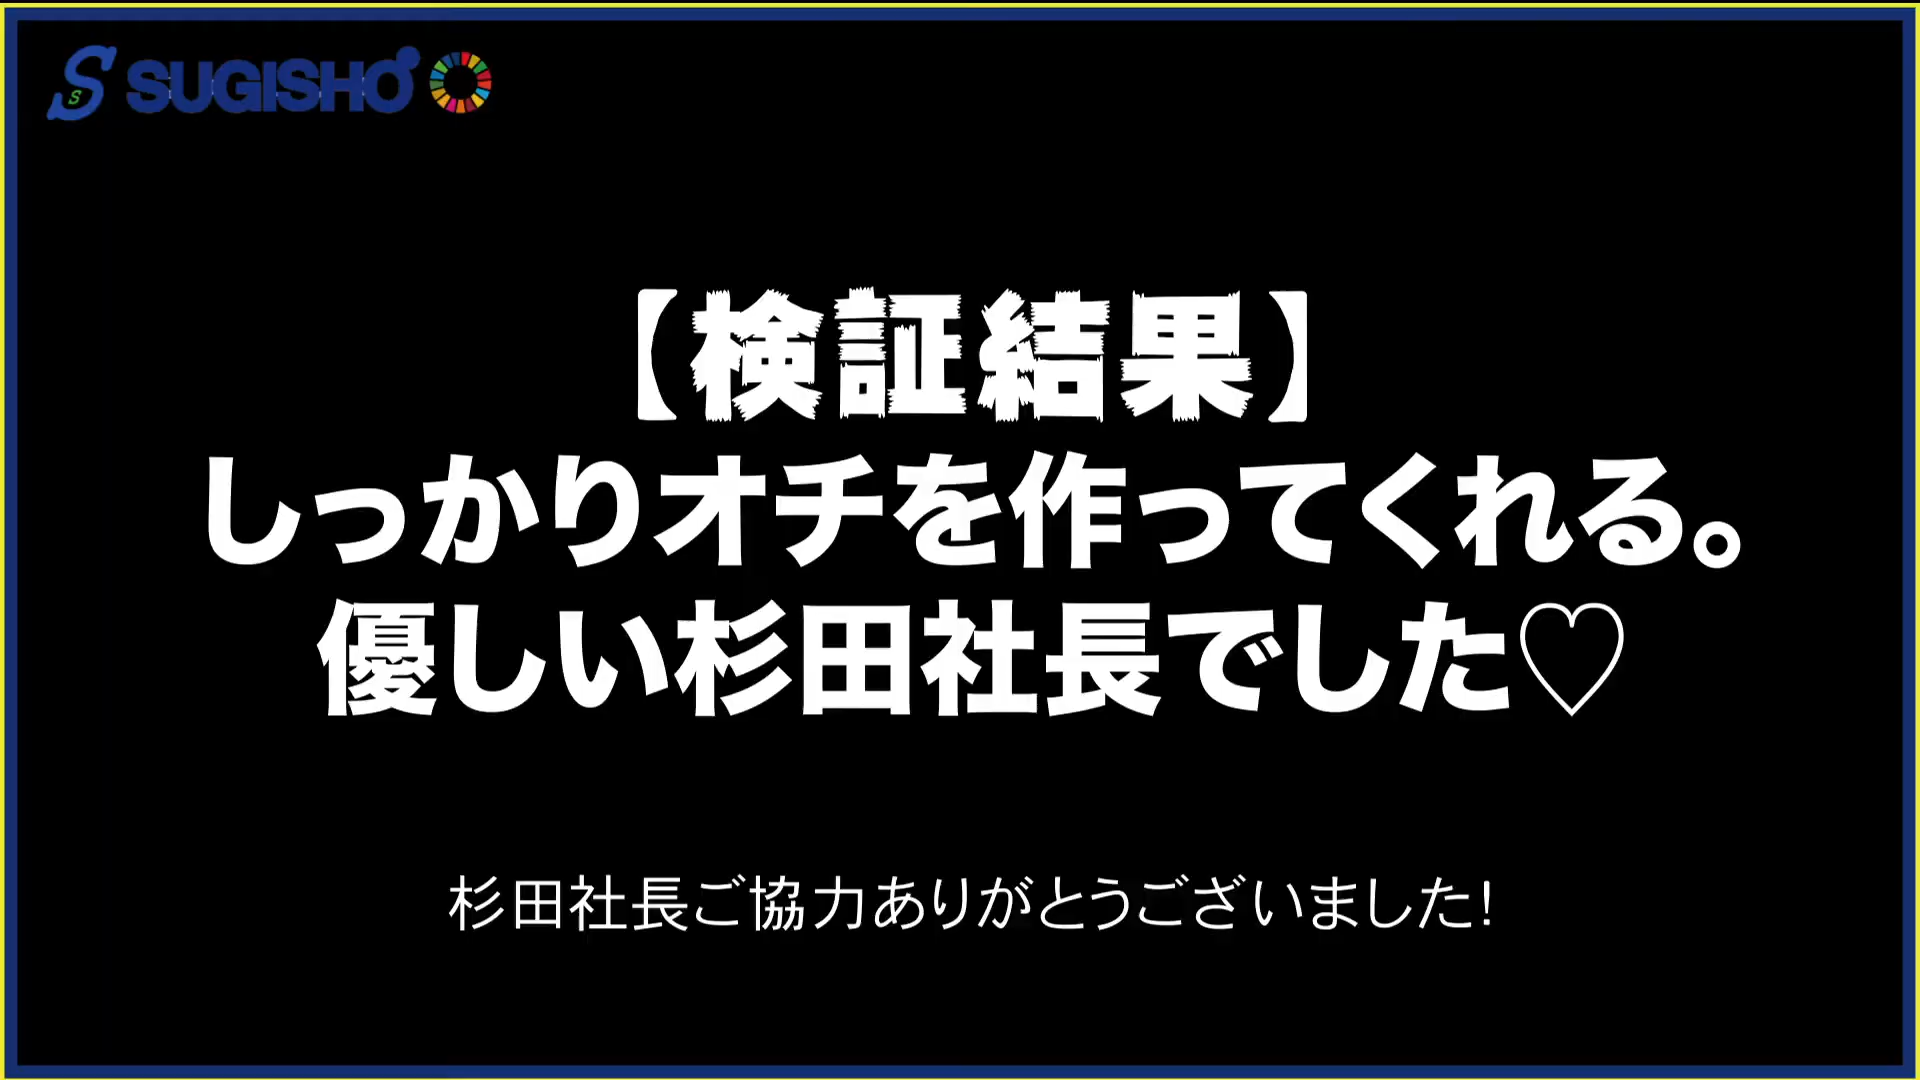 S SUGISHO
【検証結果】
しっかりオチを作ってくれる。
優しい杉田社長でした♡
杉田社長ご協力ありがとうございました!